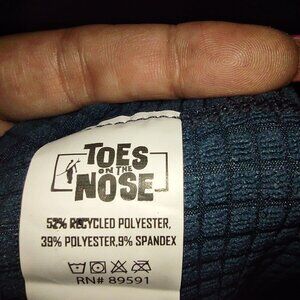 TOES
ON THE
NOSE
52% RECYCLED POLYESTER,
39% POLYESTER,9% SPANDEX
RN# 89591